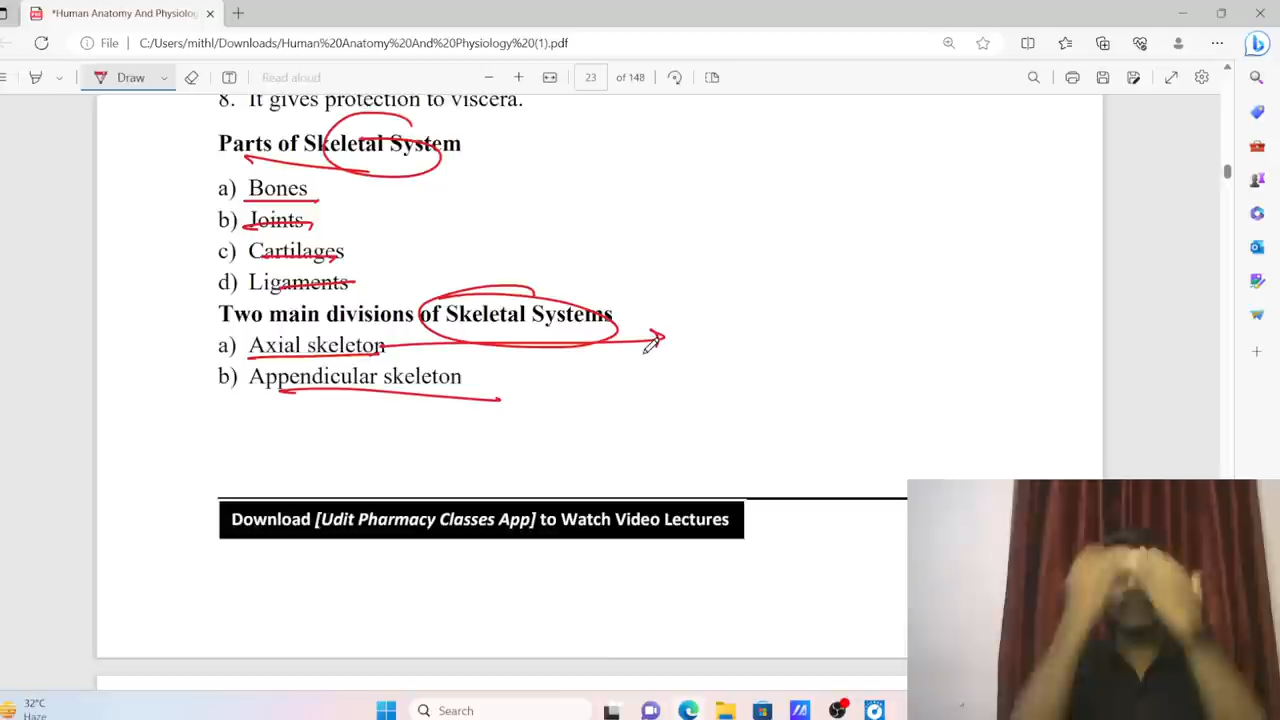 *Human Anatomy And Physiolog
File C:/Users/mithl/Downloads/Human%20Anatomy%20And%20Physiology%20(1).pdf
Draw Read aloud 23 of 148
8. It gives protection to viscera.
Parts of Skeletal System
a) Bones
b) Joints
c) Cartilages
d) Ligaments
Two main divisions of Skeletal Systems
a) Axial skeleton
b) Appendicular skeleton
Download [Udit Pharmacy Classes App] to Watch Video Lectures
32°C
Haze
Search